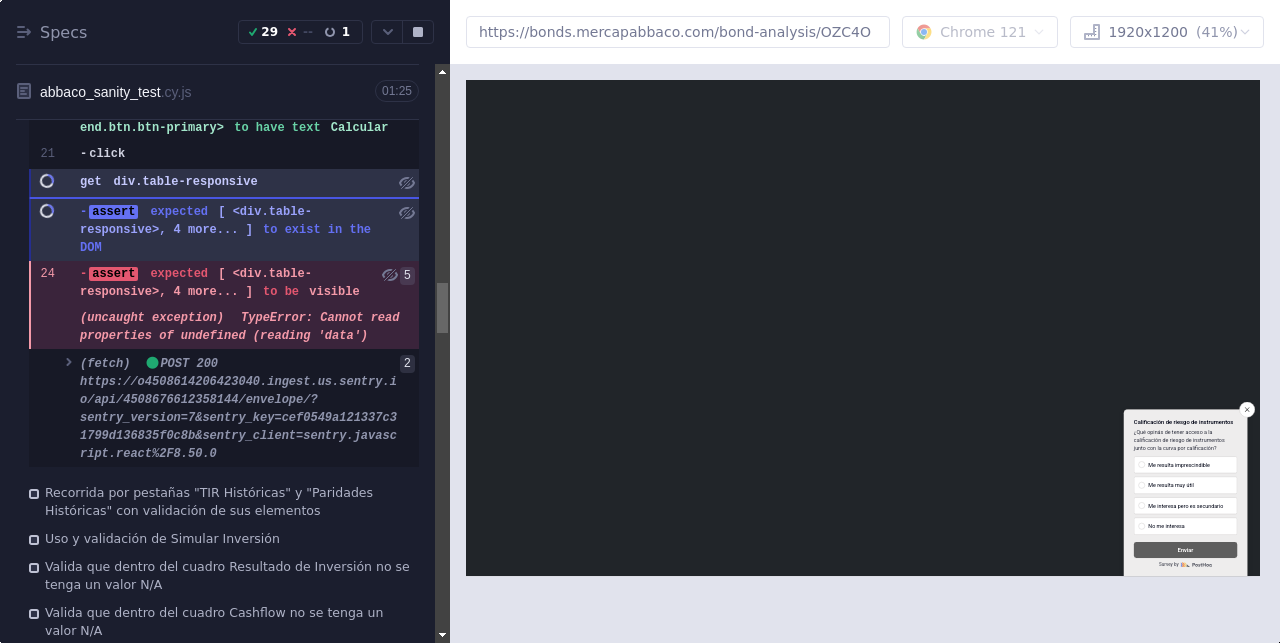 Specs
29
--
1
https://bonds.mercapabbaco.com/bond-analysis/OZC4O
Chrome 121
1920x1200 (41%)
abbaco_sanity_test.cy.js
01:25
end.btn.btn-primary> to have text Calcular
21 -click
get div.table-responsive
-assert expected [ <div.table-
responsive>, 4 more... ] to exist in the
DOM
24 -assert expected [ <div.table-
responsive>, 4 more... ] to be visible
5
(uncaught exception) TypeError: Cannot read
properties of undefined (reading 'data')
(fetch) POST 200
2
https://o4508614206423040.ingest.us.sentry.i
o/api/4508676612358144/envelope/?
sentry_version=7&sentry_key=cef0549a121337c3
1799d136835f0c8b&sentry_client=sentry.javasc
ript.react%2F8.50.0
Recorrida por pestañas "TIR Históricas" y "Paridades
Históricas" con validación de sus elementos
Uso y validación de Simular Inversión
Valida que dentro del cuadro Resultado de Inversión no se
tenga un valor N/A
Valida que dentro del cuadro Cashflow no se tenga un
valor N/A
Calificación de riesgo de instrumentos
¿Qué opinás de tener acceso a la
calificación de riesgo de instrumentos
junto con la curva por calificación?
Me resulta imprescindible
Me resulta muy útil
Me interesa pero es secundario
No me interesa
Enviar
Survey by PostHog